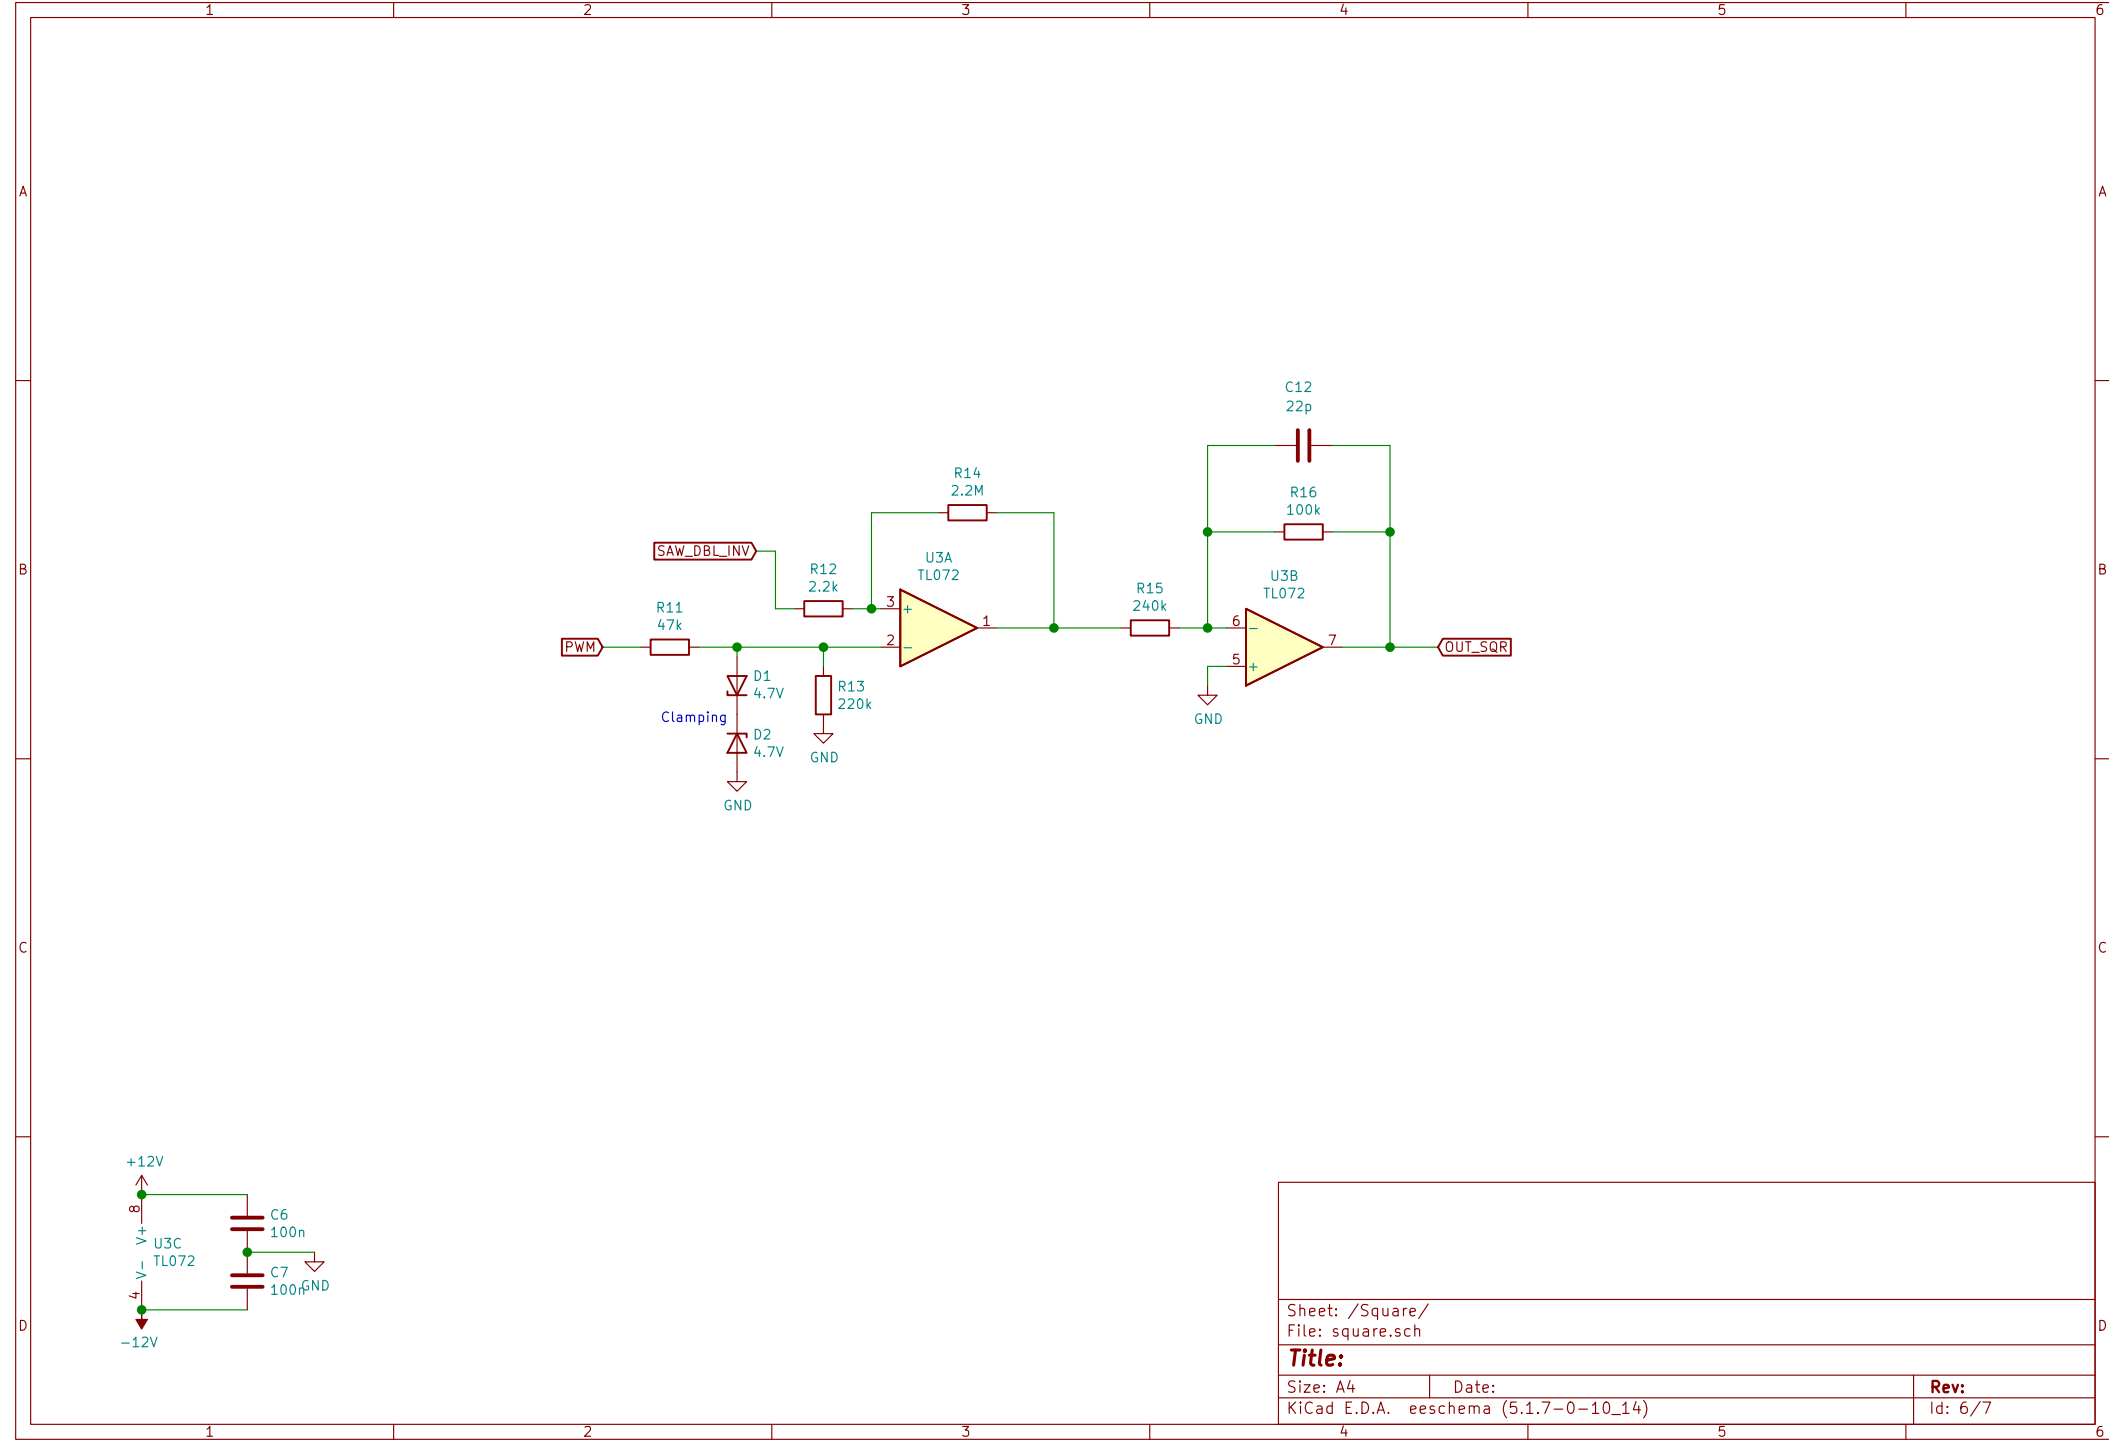 1 2 3 4 5 6
A A
C12
22p
R14
2.2M
R16
100k
SAW_DBL_INV
U3A
TL072
B B
R12
2.2k
U3B
TL072
R15
240k
R11
47k
3
+
1
6
−
PWM
2
−
7
OUT_SQR
5
+
D1
4.7V
R13
220k
Clamping
GND
D2
4.7V
GND
GND
C C
+12V
8
V+
C6
100n
U3C
TL072
V−
4
C7
100n
GND
−12V
D D
Sheet: /Square/
File: square.sch
Title:
Size: A4 Date: Rev:
KiCad E.D.A. eeschema (5.1.7-0-10_14) Id: 6/7
1 2 3 4 5 6